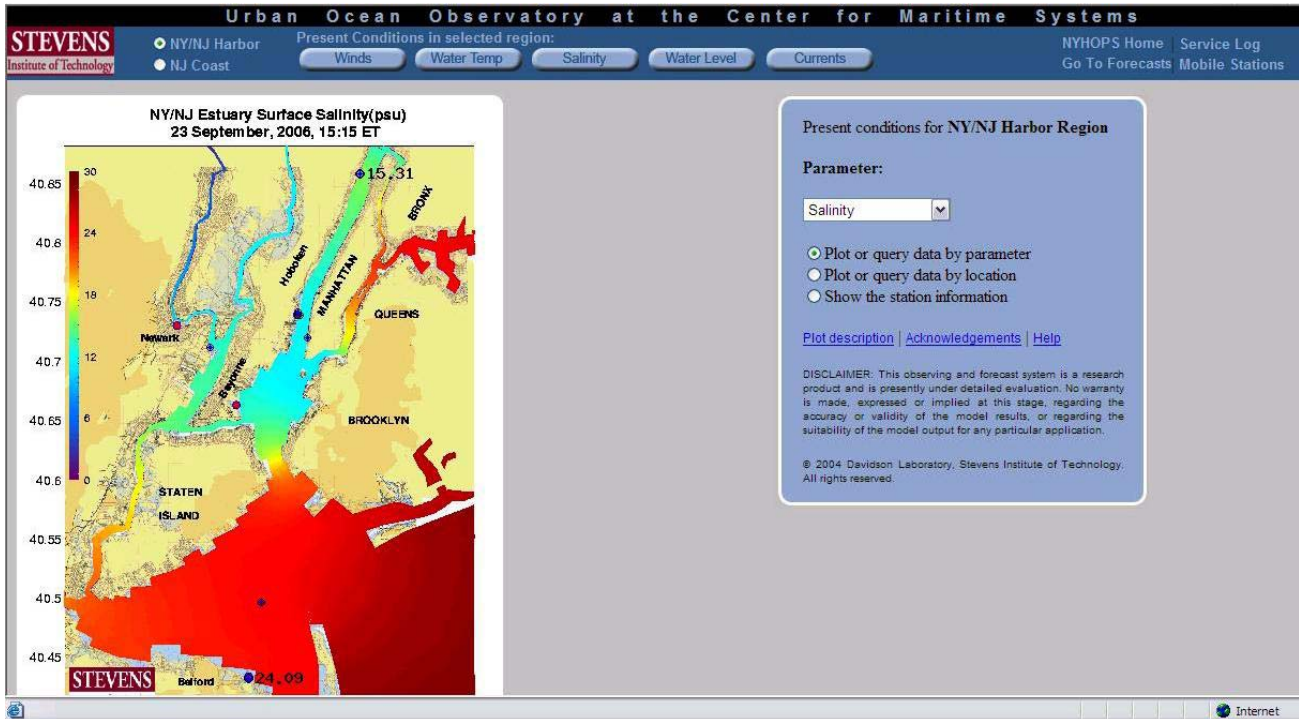 Urban Ocean Observatory at the Center for Maritime Systems
STEVENS
Institute of Technology
NY/NJ Harbor
NJ Coast
Present Conditions in selected region:
Winds
Water Temp
Salinity
Water Level
Currents
NYHOPS Home
Service Log
Go To Forecasts
Mobile Stations
NY/NJ Estuary Surface Salinity(psu)
23 September, 2006, 15:15 ET
40.85
40.8
40.75
40.7
40.65
40.6
40.55
40.5
40.45
30
24
18
12
6
0
15.31
BRONX
Hoboken
MANHATTAN
QUEENS
Newark
Bayonne
BROOKLYN
STATEN
ISLAND
STEVENS
Belford
24.09
Present conditions for NY/NJ Harbor Region
Parameter:
Salinity
Plot or query data by parameter
Plot or query data by location
Show the station information
Plot description | Acknowledgements | Help
DISCLAIMER: This observing and forecast system is a research
product and is presently under detailed evaluation. No warranty
is made, expressed or implied at this stage, regarding the
accuracy or validity of the model results, or regarding the
suitability of the model output for any particular application.
© 2004 Davidson Laboratory, Stevens Institute of Technology.
All rights reserved.
Internet